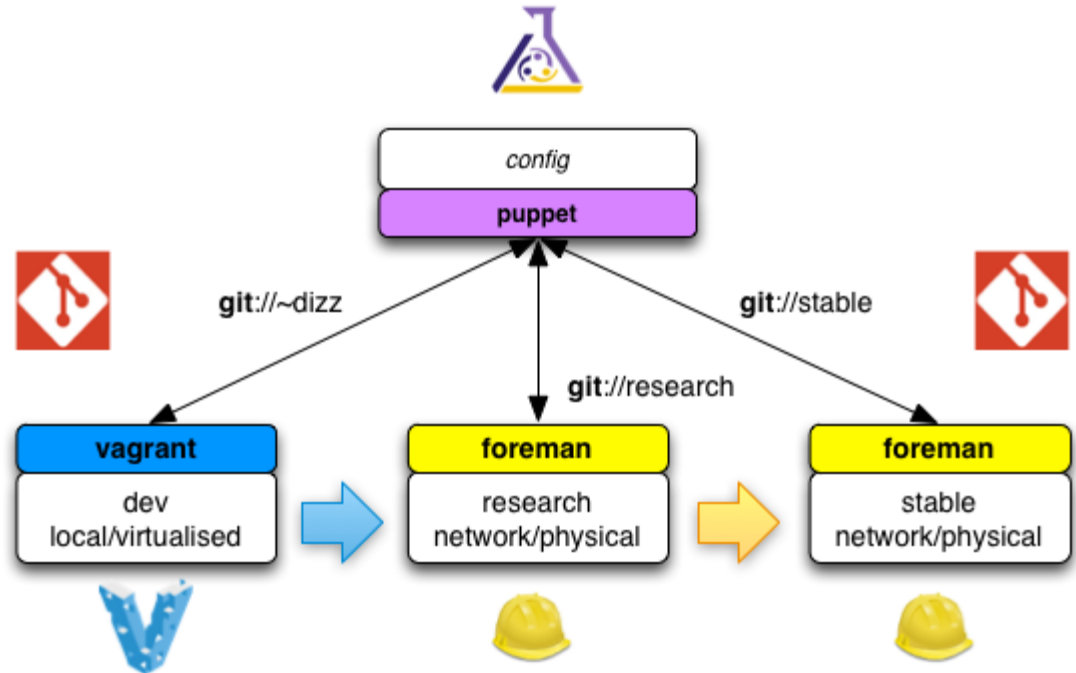 config
puppet
git://~dizz
git://stable
git://research
vagrant
foreman
foreman
dev
local/virtualised
research
network/physical
stable
network/physical